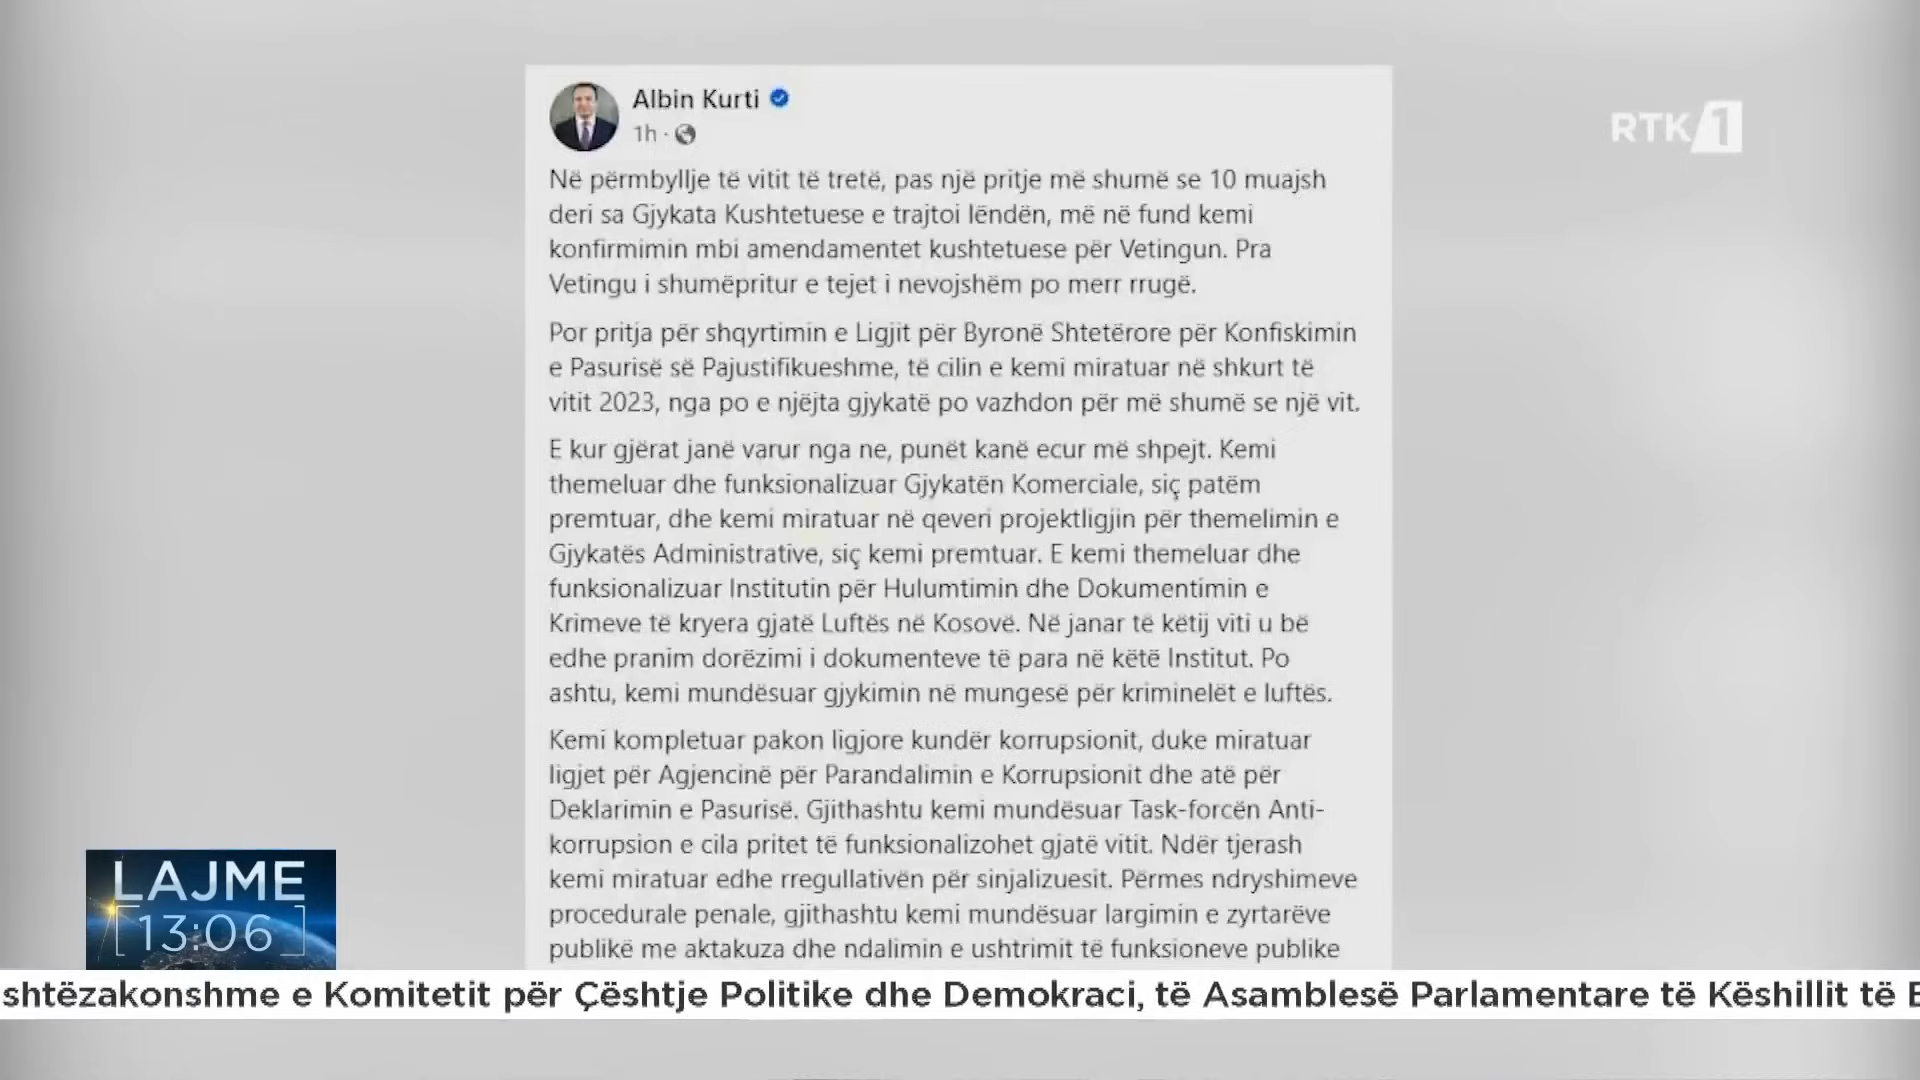 Albin Kurti
1h
RTK 1
Në përmbyllje të vitit të tretë, pas një pritje më shumë se 10 muajsh
deri sa Gjykata Kushtetuese e trajtoi lëndën, më në fund kemi
konfirmimin mbi amendamentet kushtetuese për Vetingun. Pra
Vetingu i shumëpritur e tejet i nevojshëm po merr rrugë.
Por pritja për shqyrtimin e Ligjit për Byronë Shtetërore për Konfiskimin
e Pasurisë së Pajustifikueshme, të cilin e kemi miratuar në shkurt të
vitit 2023, nga po e njëjta gjykatë po vazhdon për më shumë se një vit.
E kur gjërat janë varur nga ne, punët kanë ecur më shpejt. Kemi
themeluar dhe funksionalizuar Gjykatën Komerciale, siç patëm
premtuar, dhe kemi miratuar në qeveri projektligjin për themelimin e
Gjykatës Administrative, siç kemi premtuar. E kemi themeluar dhe
funksionalizuar Institutin për Hulumtimin dhe Dokumentimin e
Krimeve të kryera gjatë Luftës në Kosovë. Në janar të këtij viti u bë
edhe pranim dorëzimi i dokumenteve të para në këtë Institut. Po
ashtu, kemi mundësuar gjykimin në mungesë për kriminelët e luftës.
Kemi kompletuar pakon ligjore kundër korrupsionit, duke miratuar
ligjet për Agjencinë për Parandalimin e Korrupsionit dhe atë për
Deklarimin e Pasurisë. Gjithashtu kemi mundësuar Task-forcën Anti-
korrupsion e cila pritet të funksionalizohet gjatë vitit. Ndër tjerash
kemi miratuar edhe rregullativën për sinjalizuesit. Përmes ndryshimeve
procedurale penale, gjithashtu kemi mundësuar largimin e zyrtarëve
publikë me aktakuza dhe ndalimin e ushtrimit të funksioneve publike
LAJME
13:06
shtëzakonshme e Komitetit për Çështje Politike dhe Demokraci, të Asamblesë Parlamentare të Këshillit të E